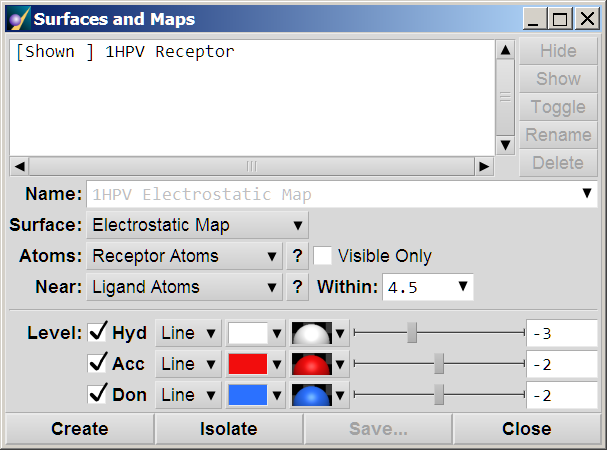 Surfaces and Maps
[Shown ] 1HPV Receptor
Hide
Show
Toggle
Rename
Delete
Name: 1HPV Electrostatic Map
Surface: Electrostatic Map
Atoms: Receptor Atoms ? Visible Only
Near: Ligand Atoms ? Within: 4.5
Level: Hyd Line -3
Acc Line -2
Don Line -2
Create Isolate Save... Close